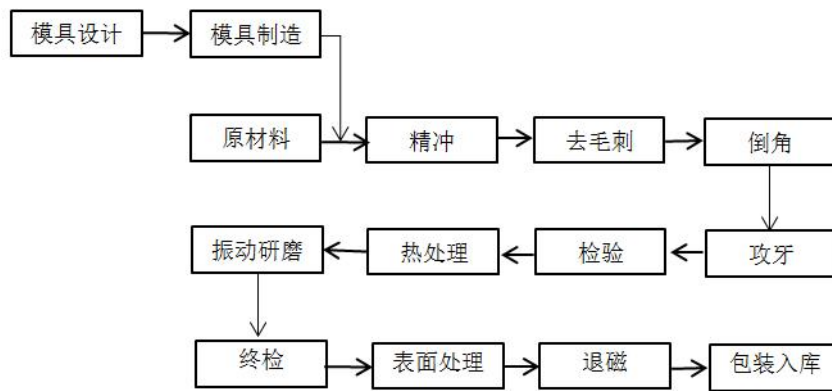 模具设计
模具制造
原材料
精冲
去毛刺
倒角
攻牙
检验
热处理
振动研磨
终检
表面处理
退磁
包装入库